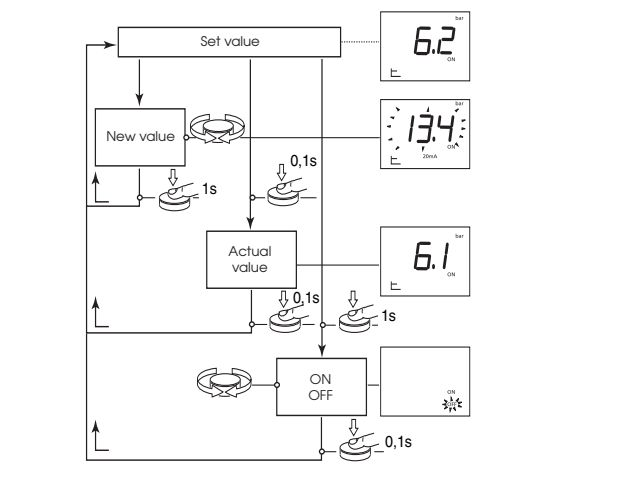 Set value
bar
6.2
ON
New value
bar
13.4
ON
20mA
1s
0,1s
Actual
value
bar
6.1
ON
0,1s
1s
ON
OFF
ON
OFF
0,1s